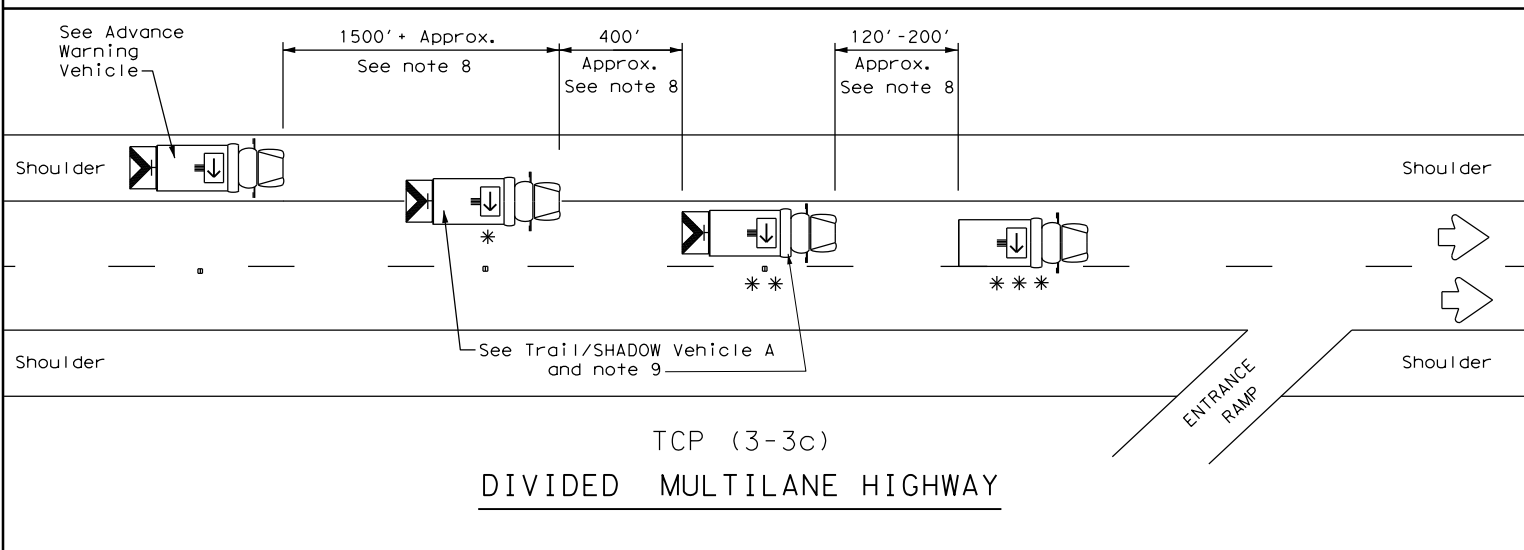 See Advance
Warning
Vehicle
1500'+ Approx.
See note 8
400'
Approx.
See note 8
120'-200'
Approx.
See note 8
Shoulder
Shoulder
*
* *
* * *
See Trail/SHADOW Vehicle A
and note 9
Shoulder
Shoulder
ENTRANCE
RAMP
TCP (3-3c)
DIVIDED MULTILANE HIGHWAY